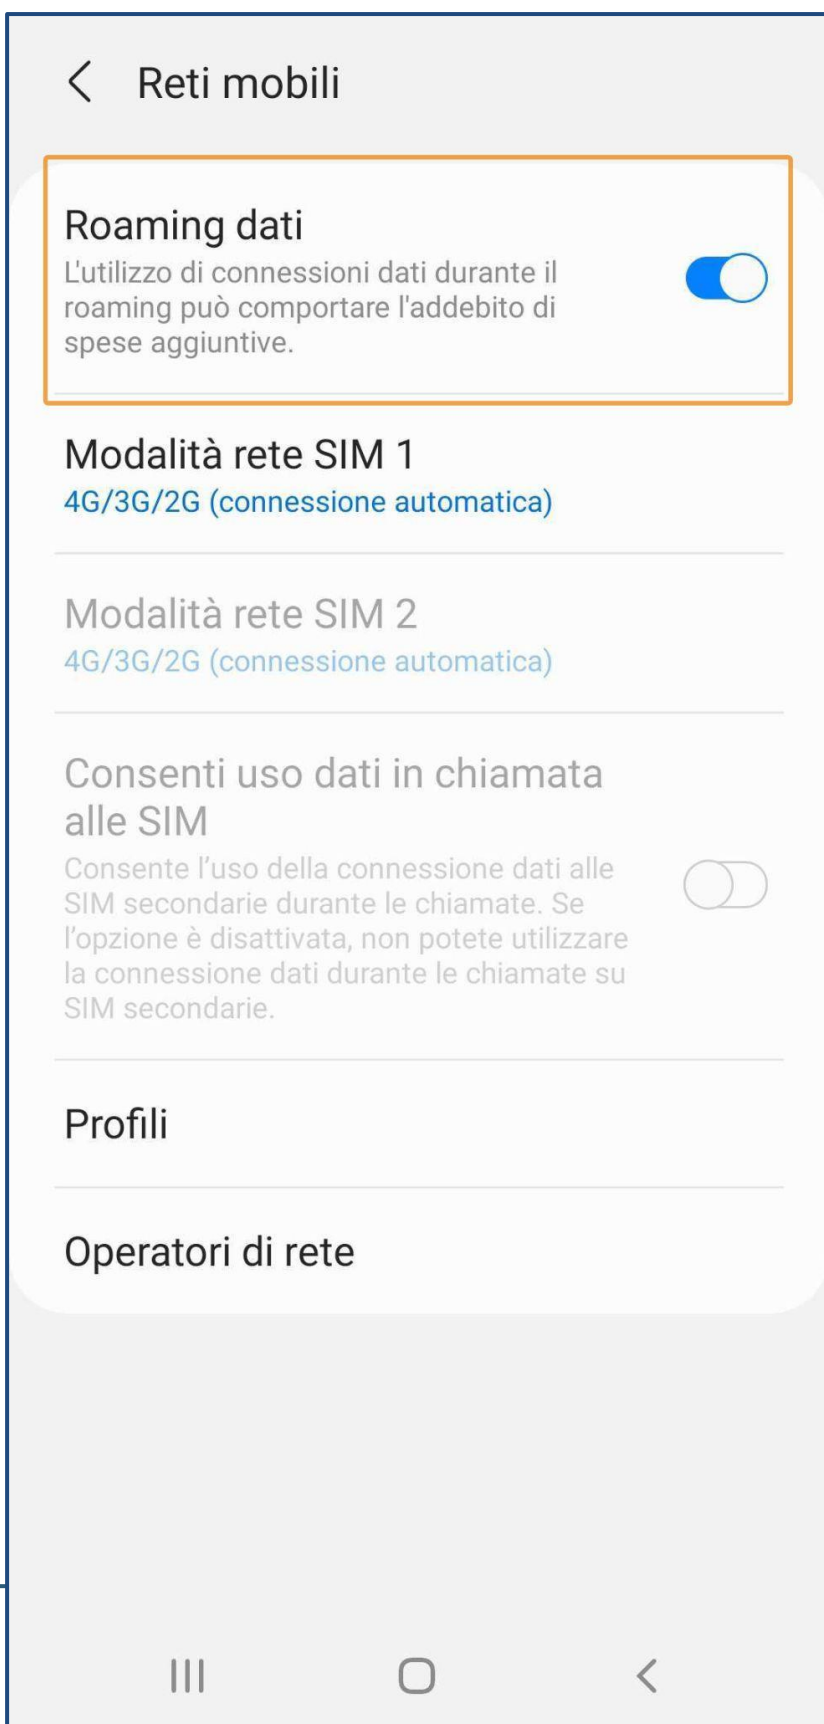 Reti mobili
Roaming dati
L'utilizzo di connessioni dati durante il
roaming può comportare l'addebito di
spese aggiuntive.
Modalità rete SIM 1
4G/3G/2G (connessione automatica)
Modalità rete SIM 2
4G/3G/2G (connessione automatica)
Consenti uso dati in chiamata
alle SIM
Consente l’uso della connessione dati alle
SIM secondarie durante le chiamate. Se
l’opzione è disattivata, non potete utilizzare
la connessione dati durante le chiamate su
SIM secondarie.
Profili
Operatori di rete